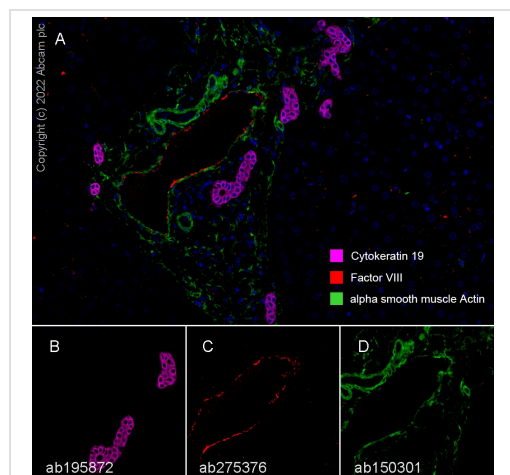 A
Copyright (c) 2022 Abcam plc
Cytokeratin 19
Factor VIII
alpha smooth muscle Actin
B
ab195872
C
ab275376
D
ab150301